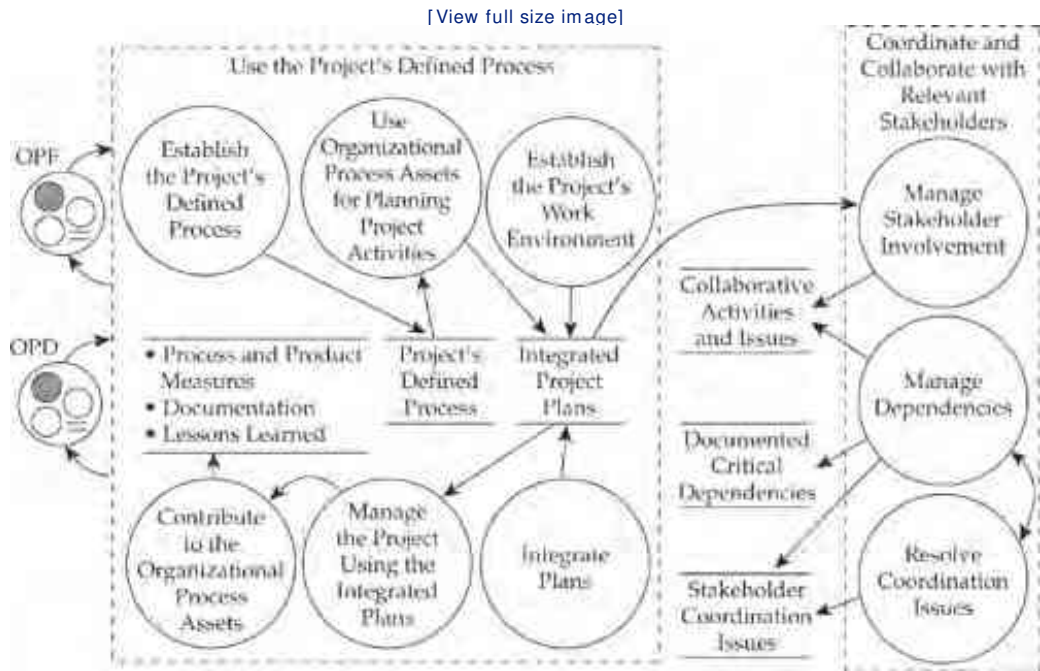 [View full size image]
Use the Project's Defined Process
Coordinate and
Collaborate with
Relevant
Stakeholders
OPF
Establish
the Project's
Defined
Process
Use
Organizational
Process Assets
for Planning
Project
Activities
Establish
the Project's
Work
Environment
Manage
Stakeholder
Involvement
Collaborative
Activities
and Issues
OPD
• Process and Product
Measures
• Documentation
• Lessons Learned
Project's
Defined
Process
Integrated
Project
Plans
Manage
Dependencies
Documented
Critical
Dependencies
Contribute
to the
Organizational
Process
Assets
Manage
the Project
Using the
Integrated
Plans
Integrate
Plans
Resolve
Coordination
Issues
Stakeholder
Coordination
Issues